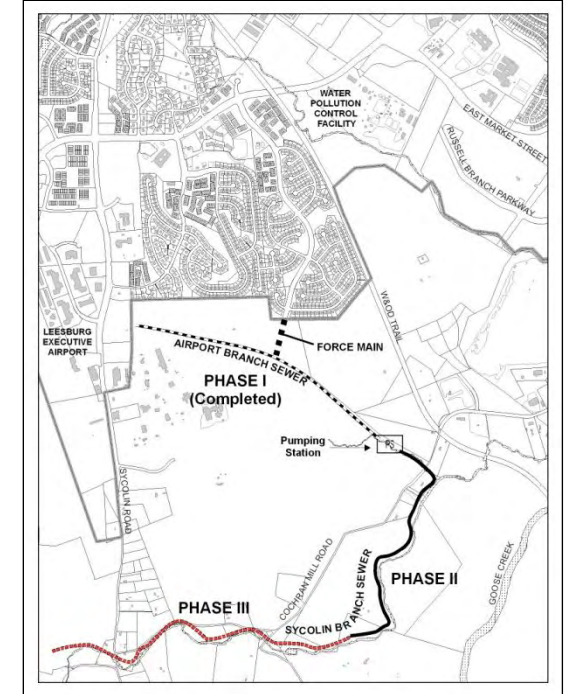 WATER
POLLUTION
CONTROL
FACILITY
EAST MARKET STREET
RUSSELL BRANCH PARKWAY
LEESBURG
EXECUTIVE
AIRPORT
W&OD TRAIL
FORCE MAIN
AIRPORT BRANCH SEWER
PHASE I
(Completed)
Pumping
Station
PS
SYCOLIN ROAD
COCHRAN MILL ROAD
GOOSE CREEK
PHASE II
PHASE III
SYCOLIN BRANCH SEWER